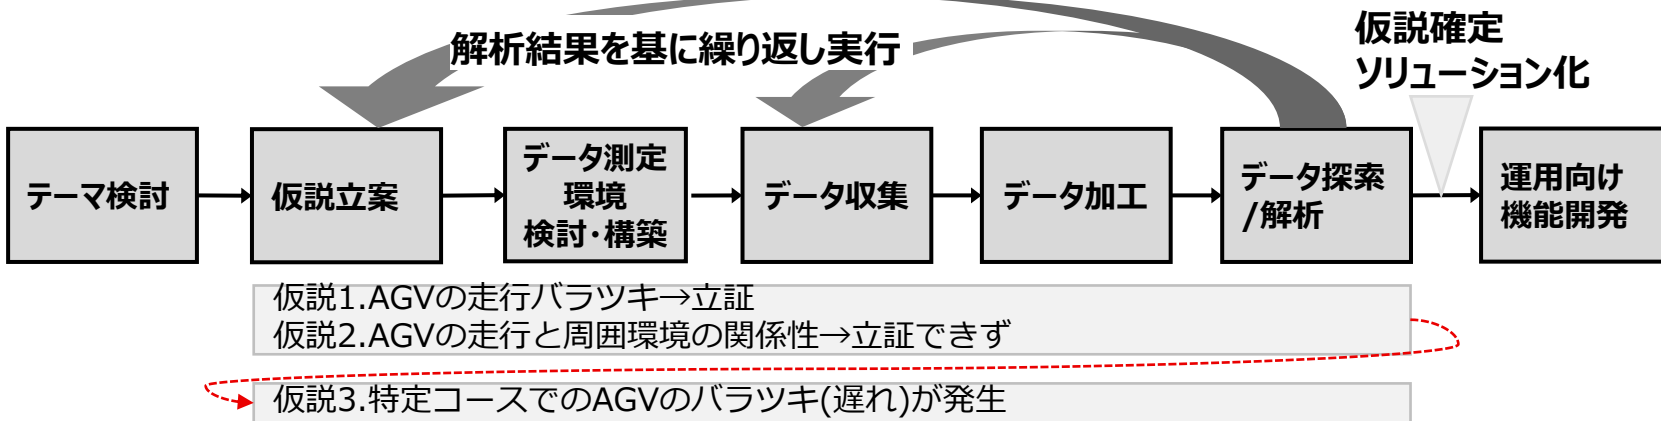 解析結果を基に繰り返し実行
仮説確定
ソリューション化
テーマ検討
仮説立案
データ測定
環境
検討・構築
データ収集
データ加工
データ探索
/解析
運用向け
機能開発
仮説1.AGVの走行バラツキ→立証
仮説2.AGVの走行と周囲環境の関係性→立証できず
仮説3.特定コースでのAGVのバラツキ(遅れ)が発生